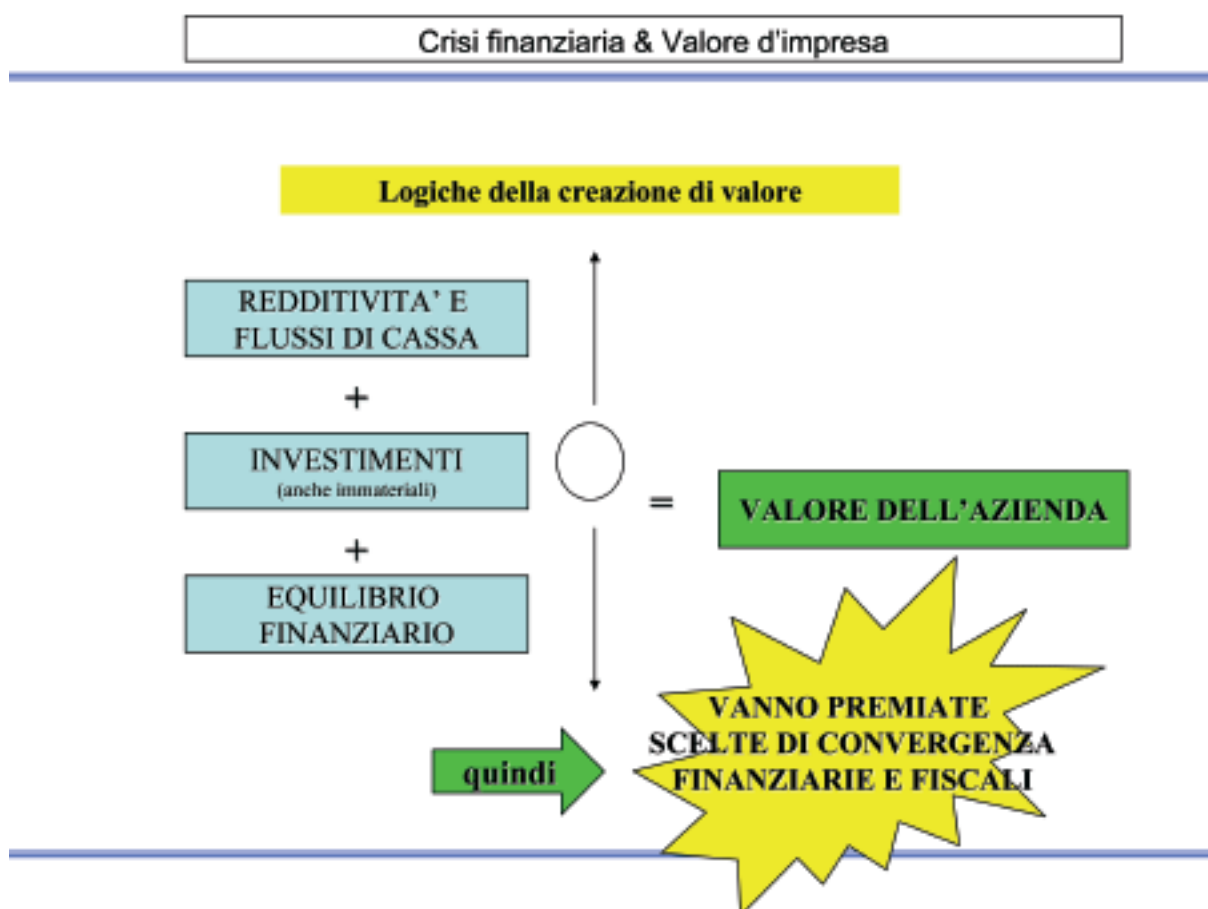 Crisi finanziaria & Valore d'impresa
Logiche della creazione di valore
REDDITIVITA' E
FLUSSI DI CASSA
+
INVESTIMENTI
(anche immateriali)
+
EQUILIBRIO
FINANZIARIO
=
VALORE DELL'AZIENDA
quindi
VANNO PREMIATE
SCELTE DI CONVERGENZA
FINANZIARIE E FISCALI